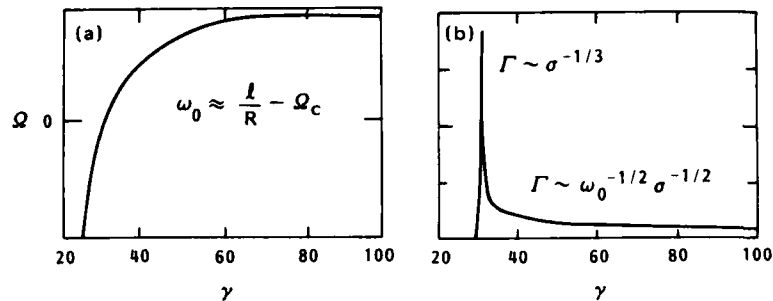 (a)
ω₀ ≈ ℓ/R − Ω_c
Ω 0
20 40 60 80 100
γ
(b)
Γ ~ σ^{-1/3}
Γ ~ ω₀^{-1/2} σ^{-1/2}
20 40 60 80 100
γ